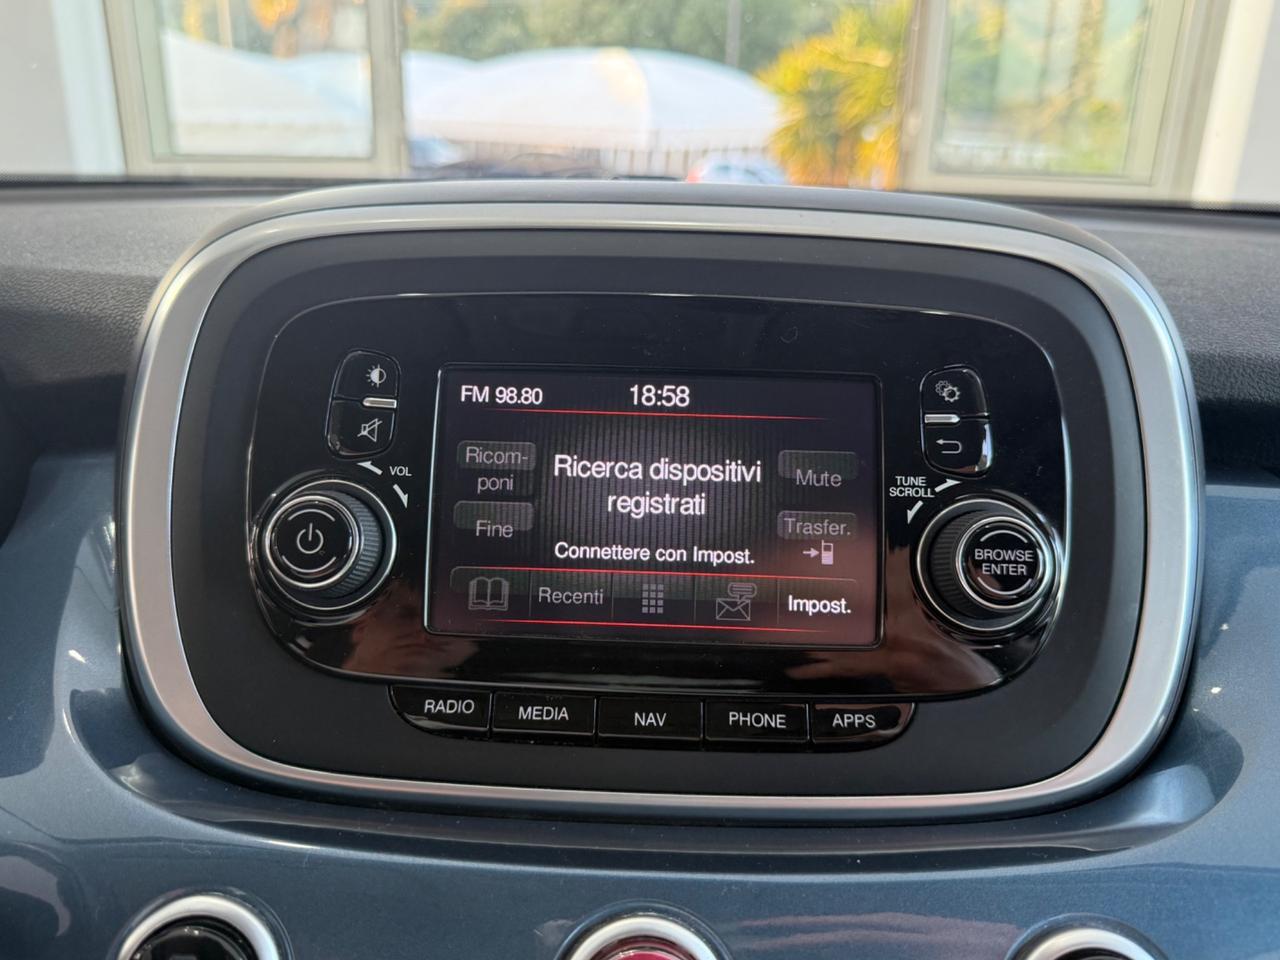 FM 98.80
18:58
Ricom-
poni
Ricerca dispositivi
registrati
Mute
Fine
Trasfer.
Connettere con Impost.
Recenti
Impost.
VOL
TUNE
SCROLL
BROWSE
ENTER
RADIO
MEDIA
NAV
PHONE
APPS